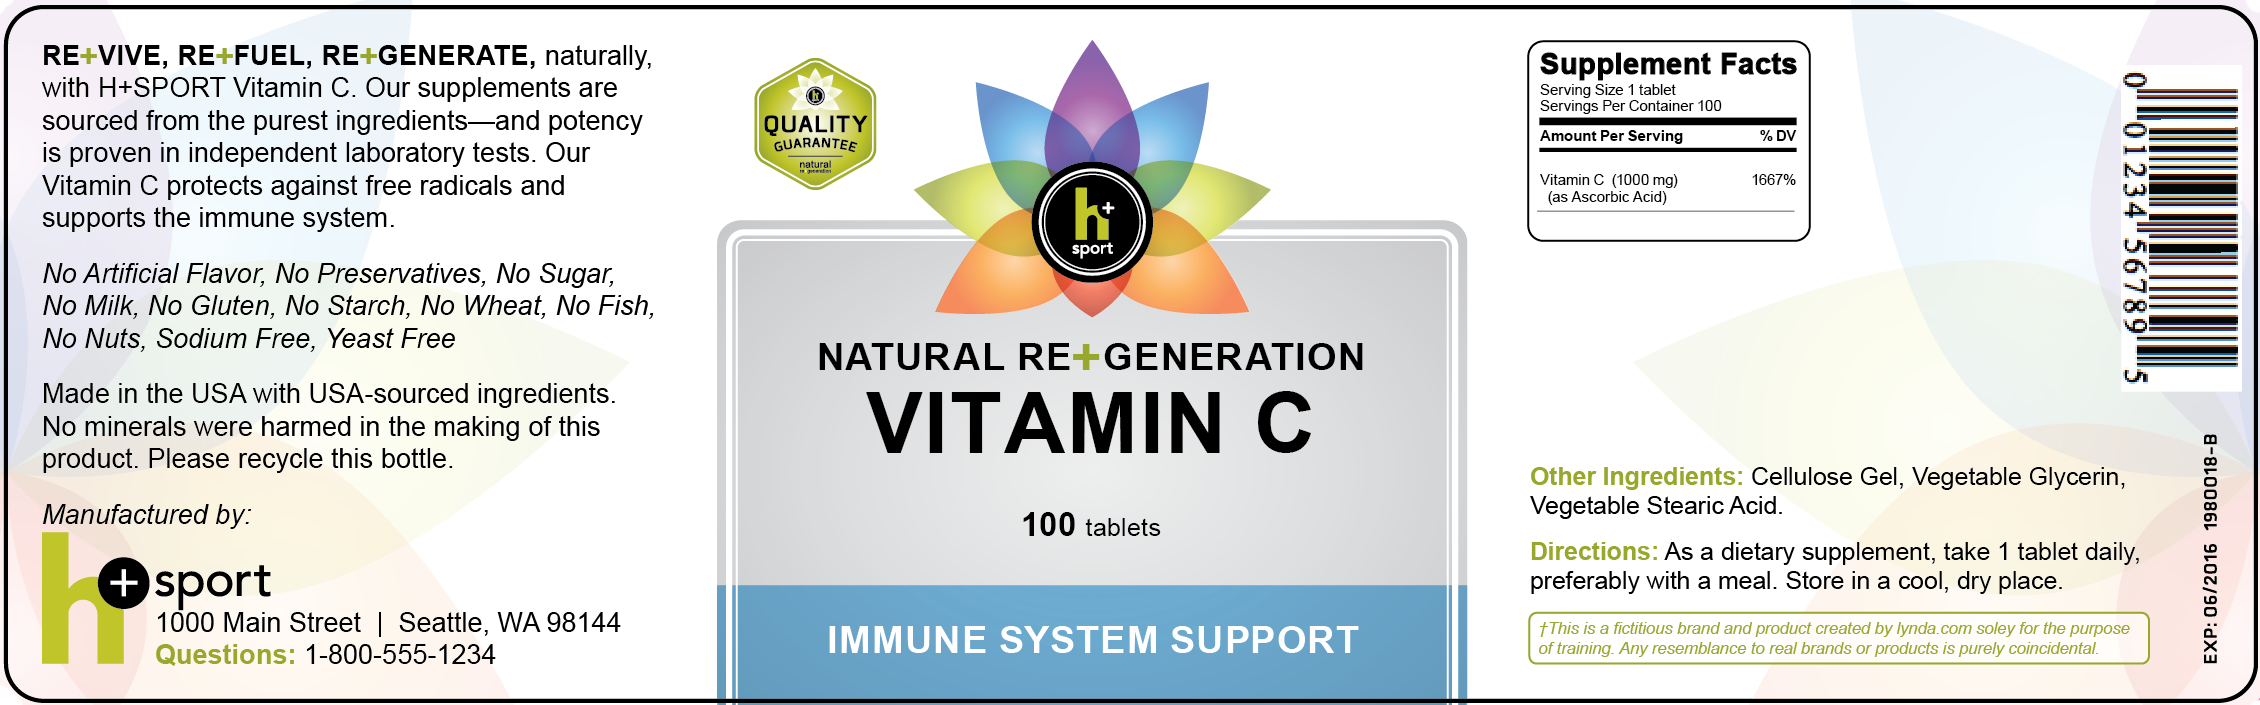 RE+VIVE, RE+FUEL, RE+GENERATE, naturally,
with H+SPORT Vitamin C. Our supplements are
sourced from the purest ingredients—and potency
is proven in independent laboratory tests. Our
Vitamin C protects against free radicals and
supports the immune system.
No Artificial Flavor, No Preservatives, No Sugar,
No Milk, No Gluten, No Starch, No Wheat, No Fish,
No Nuts, Sodium Free, Yeast Free
Made in the USA with USA-sourced ingredients.
No minerals were harmed in the making of this
product. Please recycle this bottle.
Manufactured by:
h+ sport
1000 Main Street | Seattle, WA 98144
Questions: 1-800-555-1234
h+
QUALITY
GUARANTEE
natural
re+generation
h+
sport
NATURAL RE+GENERATION
VITAMIN C
100 tablets
IMMUNE SYSTEM SUPPORT
Supplement Facts
Serving Size 1 tablet
Servings Per Container 100
Amount Per Serving % DV
Vitamin C (1000 mg) 1667%
(as Ascorbic Acid)
Other Ingredients: Cellulose Gel, Vegetable Glycerin,
Vegetable Stearic Acid.
Directions: As a dietary supplement, take 1 tablet daily,
preferably with a meal. Store in a cool, dry place.
†This is a fictitious brand and product created by lynda.com soley for the purpose
of training. Any resemblance to real brands or products is purely coincidental.
0 01234 56789 5
EXP: 06/2016 1980018-B